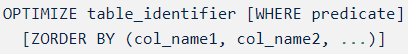 OPTIMIZE table_identifier [WHERE predicate]
[ZORDER BY (col_name1, col_name2, ...)]